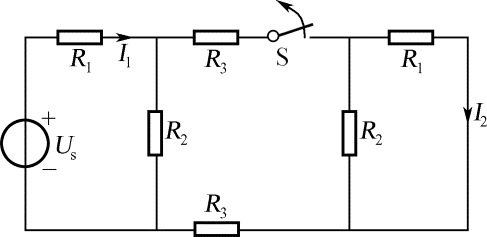 R₁ I₁ R₃ S R₁
+ Uₛ − R₂ R₂ I₂
R₃